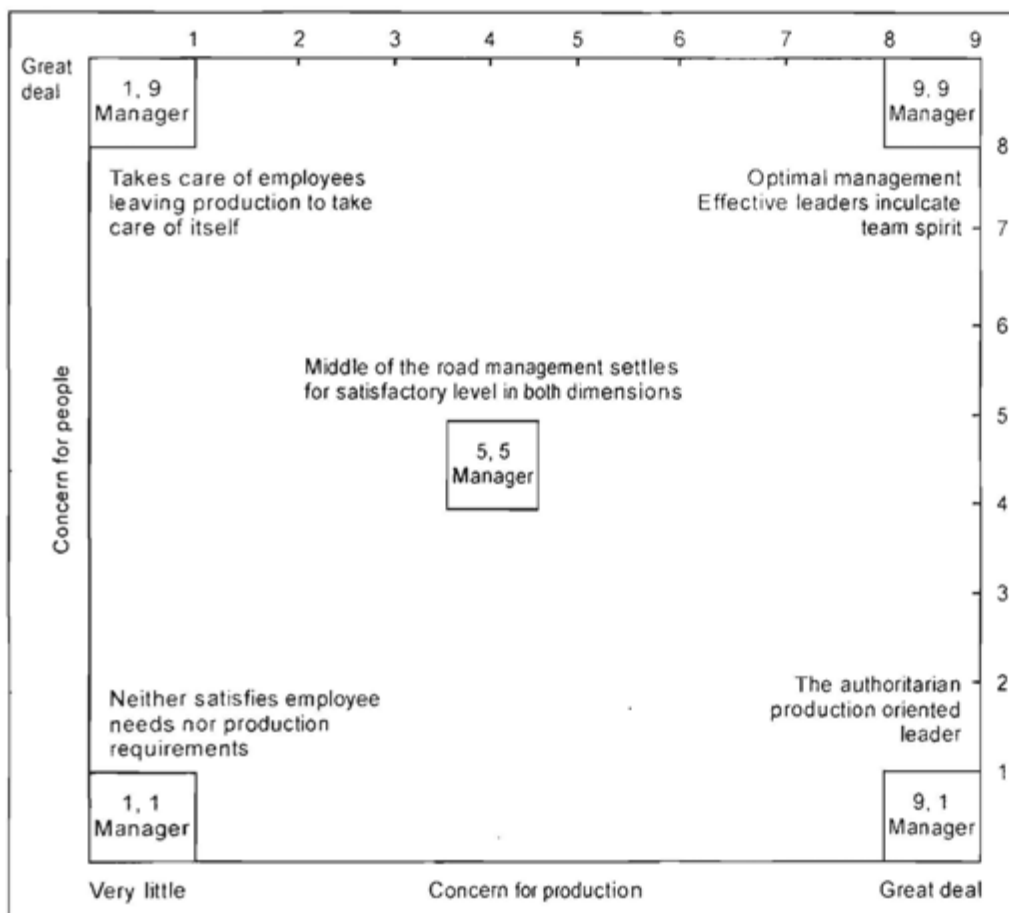 1 2 3 4 5 6 7 8 9
Great
deal
1, 9
Manager
9, 9
Manager
8
Takes care of employees
leaving production to take
care of itself
Optimal management
Effective leaders inculcate
team spirit
7
6
Middle of the road management settles
for satisfactory level in both dimensions
5
5, 5
Manager
4
Concern for people
3
Neither satisfies employee
needs nor production
requirements
2
The authoritarian
production oriented
leader
1
1, 1
Manager
9, 1
Manager
Very little
Concern for production
Great deal